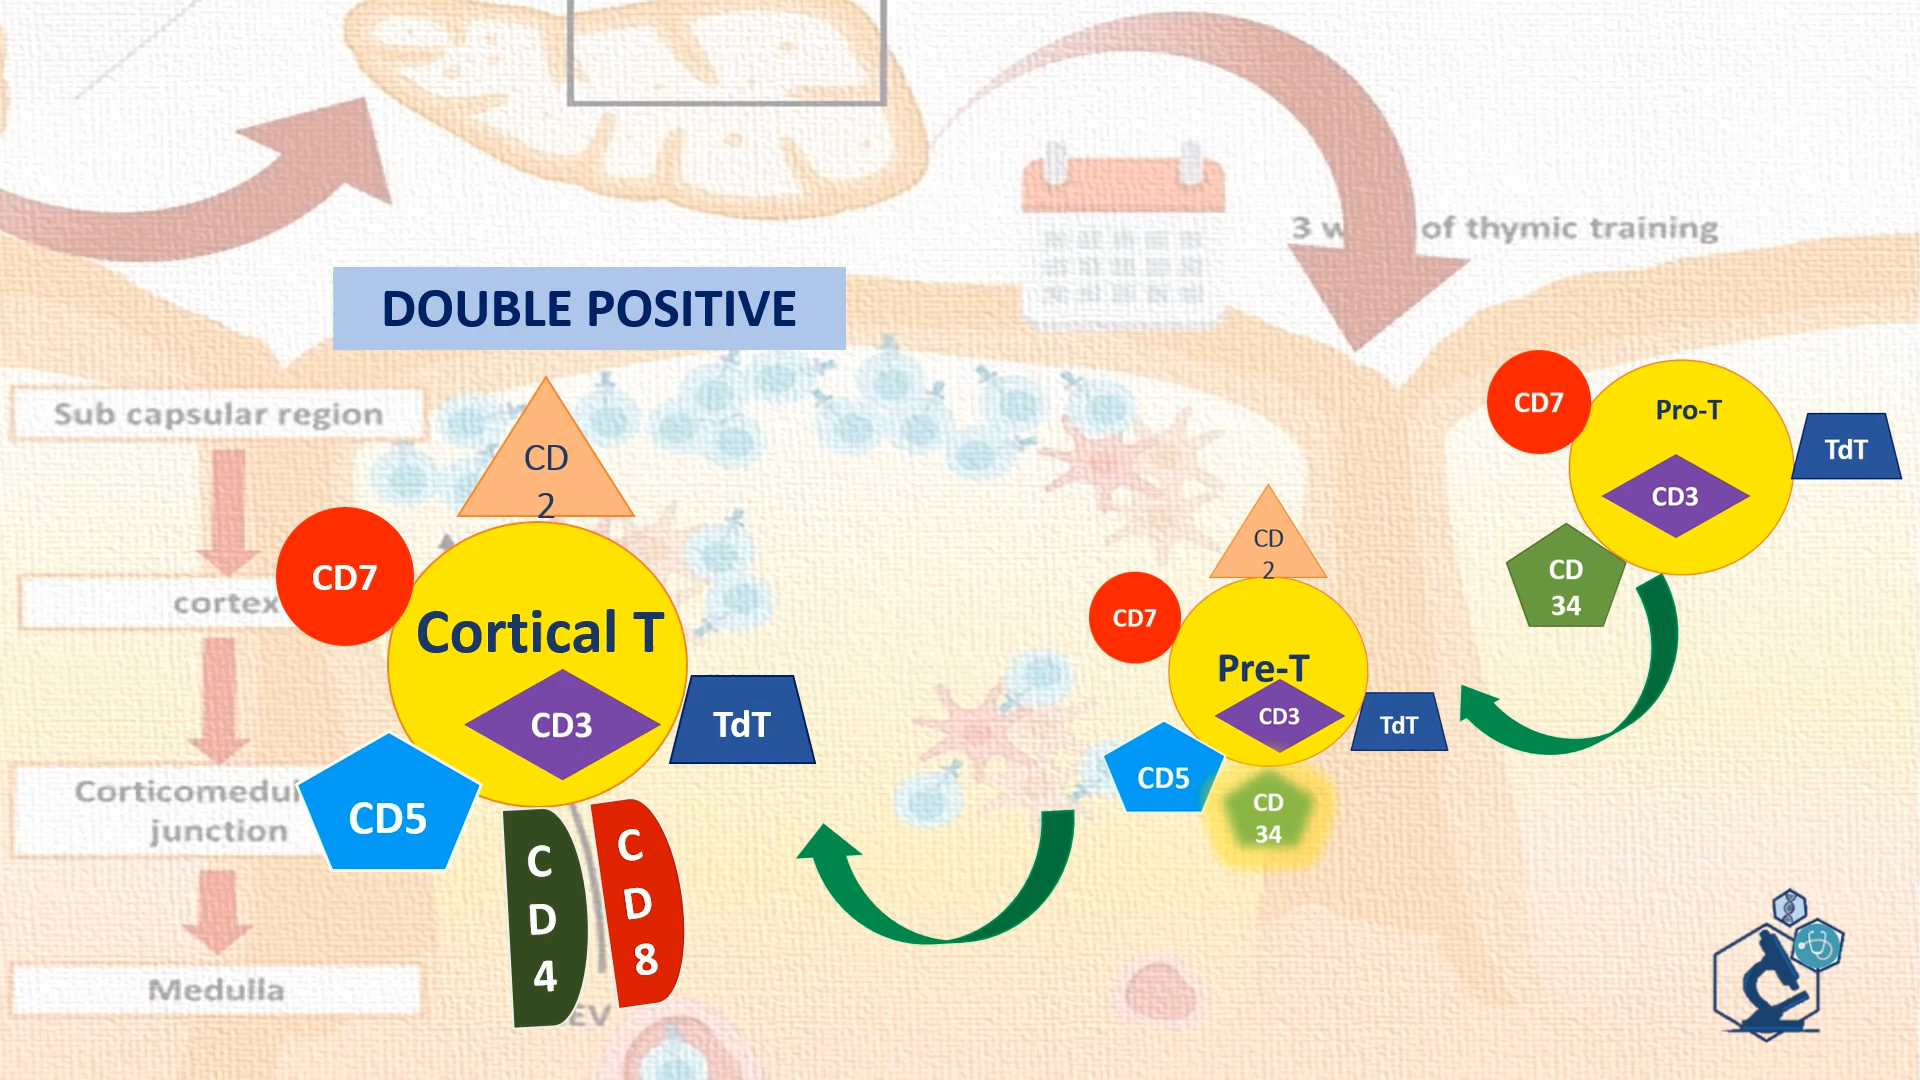 3 w of thymic training
DOUBLE POSITIVE
Sub capsular region
cortex
junction
Medulla
CD
2
CD7
Cortical T
CD3
TdT
CD5
C
D
4
C
D
8
EV
CD
2
CD7
Pre-T
CD3
TdT
CD5
CD
34
CD7
Pro-T
TdT
CD3
CD
34